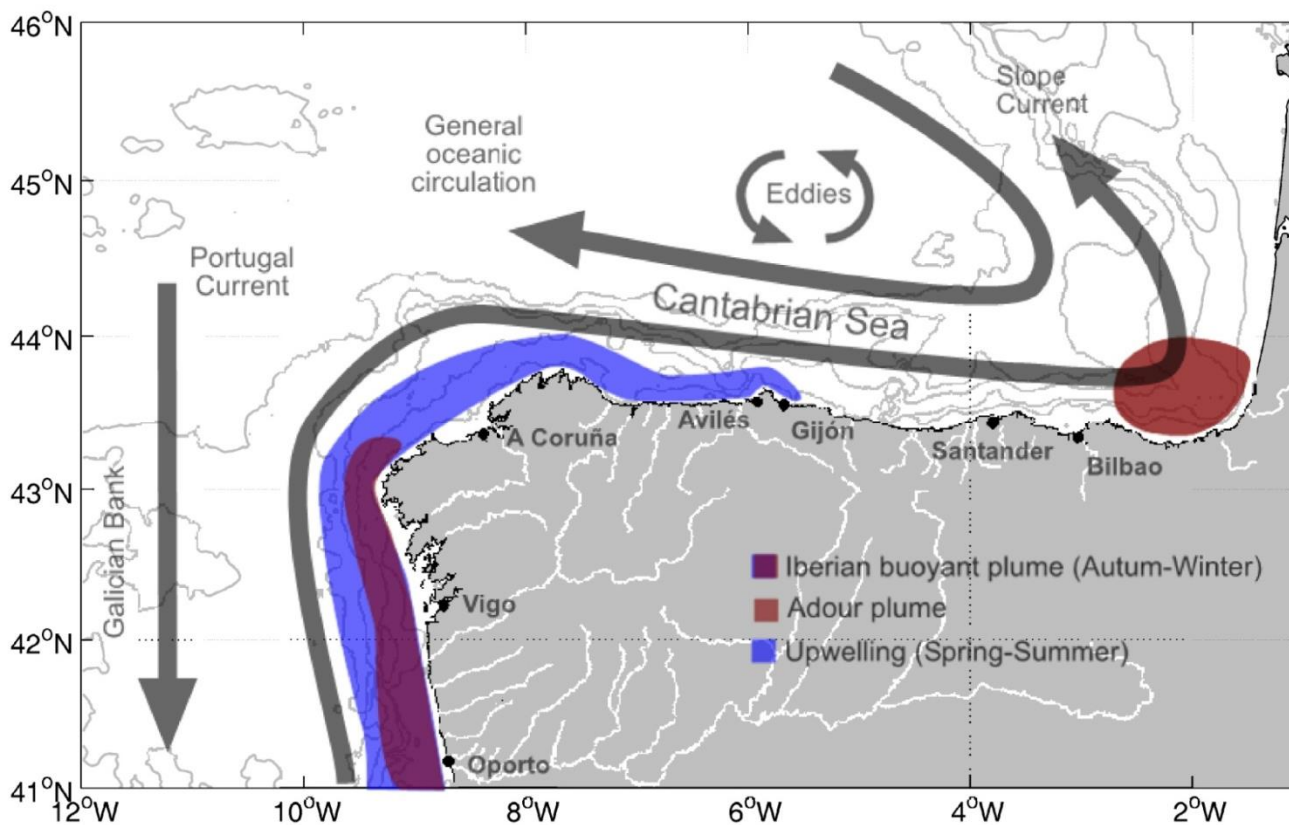 46°N
45°N
44°N
43°N
42°N
41°N
Slope
Current
General
oceanic
circulation
Eddies
Portugal
Current
Cantabrian Sea
Galician Bank
A Coruña
Avilés
Gijón
Santander
Bilbao
Vigo
Oporto
Iberian buoyant plume (Autum-Winter)
Adour plume
Upwelling (Spring-Summer)
12°W
10°W
8°W
6°W
4°W
2°W